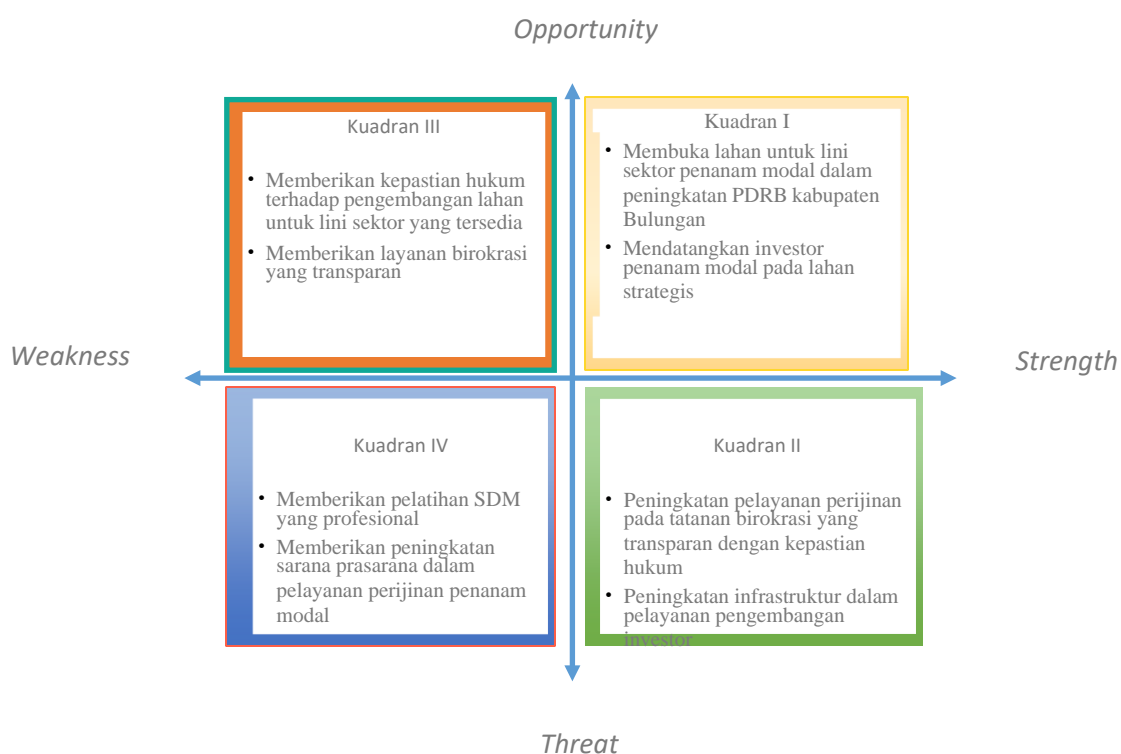 Opportunity
Kuadran III
• Memberikan kepastian hukum
terhadap pengembangan lahan
untuk lini sektor yang tersedia
• Memberikan layanan birokrasi
yang transparan
Kuadran I
• Membuka lahan untuk lini
sektor penanam modal dalam
peningkatan PDRB kabupaten
Bulungan
• Mendatangkan investor
penanam modal pada lahan
strategis
Weakness
Strength
Kuadran IV
• Memberikan pelatihan SDM
yang profesional
• Memberikan peningkatan
sarana prasarana dalam
pelayanan perijinan penanam
modal
Kuadran II
• Peningkatan pelayanan perijinan
pada tatanan birokrasi yang
transparan dengan kepastian
hukum
• Peningkatan infrastruktur dalam
pelayanan pengembangan
investor
Threat